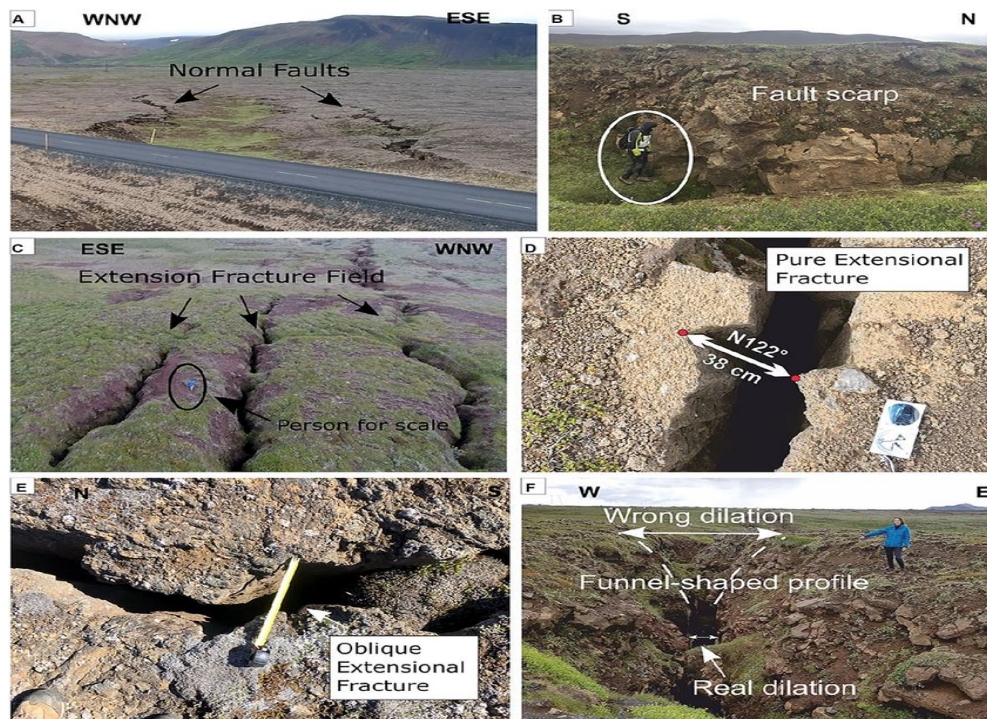 A
WNW
ESE
Normal Faults
B
S
N
Fault scarp
C
ESE
WNW
Extension Fracture Field
Person for scale
D
Pure Extensional
Fracture
N122°
38 cm
E
N
S
Oblique
Extensional
Fracture
F
W
E
Wrong dilation
Funnel-shaped profile
Real dilation